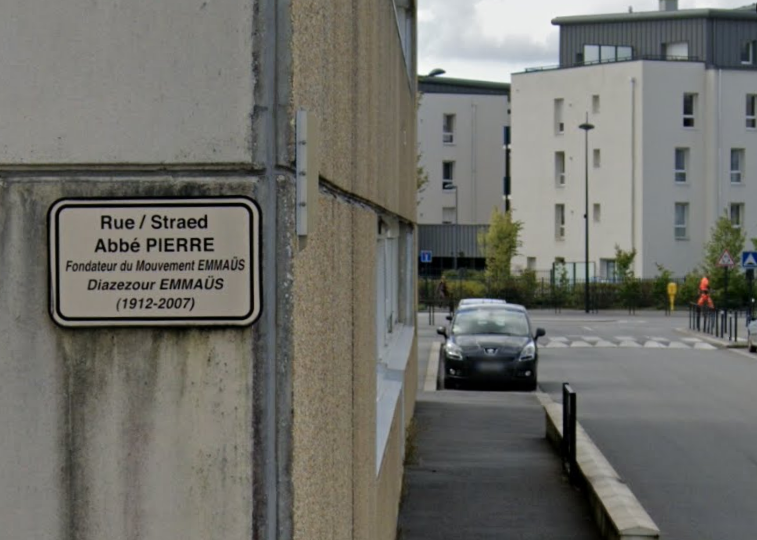 Rue / Straed
Abbé PIERRE
Fondateur du Mouvement EMMAÜS
Diazezour EMMAÜS
(1912-2007)